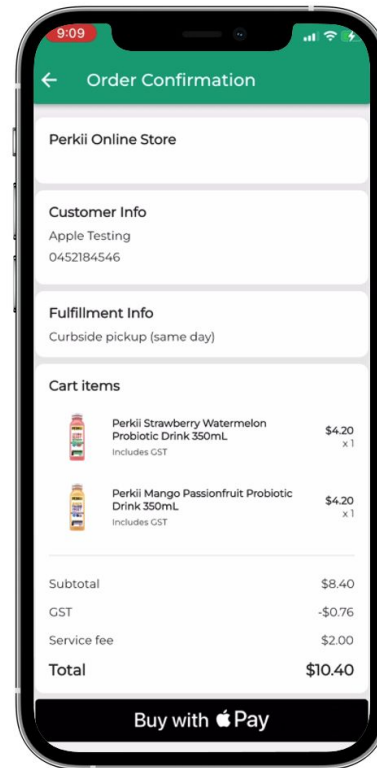 9:09
Order Confirmation
Perkii Online Store
Customer Info
Apple Testing
0452184546
Fulfillment Info
Curbside pickup (same day)
Cart items
Perkii Strawberry Watermelon
Probiotic Drink 350mL
Includes GST
$4.20
x 1
Perkii Mango Passionfruit Probiotic
Drink 350mL
Includes GST
$4.20
x 1
Subtotal $8.40
GST -$0.76
Service fee $2.00
Total $10.40
Buy with Pay